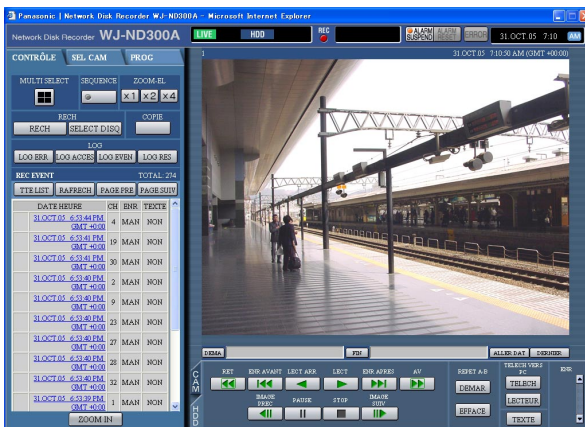 Panasonic | Network Disk Recorder WJ-ND300A - Microsoft Internet Explorer
Network Disk Recorder WJ-ND300A
LIVE HDD REC ALARM SUSPEND ALARM RESET ERROR 31.OCT.05 7:10 AM
CONTRÔLE SEL CAM PROG
1 31.OCT.05 7:10:50 AM (GMT +00:00)
MULTI SELECT SEQUENCE ZOOM-EL
x1 x2 x4
RECH COPIE
RECH SELECT DISQ
LOG
LOG ERR LOG ACCES LOG EVEN LOG RES
REC EVENT TOTAL: 274
TTE LIST RAFRECH PAGE PRE PAGE SUIV
DATE HEURE CH ENR TEXTE
31.OCT.05 6:53:44 PM GMT +0:00 4 MAN NON
31.OCT.05 6:53:41 PM GMT +0:00 19 MAN NON
31.OCT.05 6:53:41 PM GMT +0:00 30 MAN NON
31.OCT.05 6:53:40 PM GMT +0:00 2 MAN NON
31.OCT.05 6:53:40 PM GMT +0:00 9 MAN NON
31.OCT.05 6:53:40 PM GMT +0:00 23 MAN NON
31.OCT.05 6:53:40 PM GMT +0:00 27 MAN NON
31.OCT.05 6:53:40 PM GMT +0:00 28 MAN NON
31.OCT.05 6:53:40 PM GMT +0:00 32 MAN NON
31.OCT.05 6:53:39 PM GMT +0:00 1 MAN NON
ZOOM IN
DEMA FIN ALLER DAT DERNIER
CAM
HDD
RET ENR AVANT LECT ARR LECT ENR APRES AV
IMAGE PREC PAUSE STOP IMAGE SUIV
REPET A-B
DEMAR
EFFACE
TELECH VERS PC
TELECH
LECTEUR
TEXTE
ENR